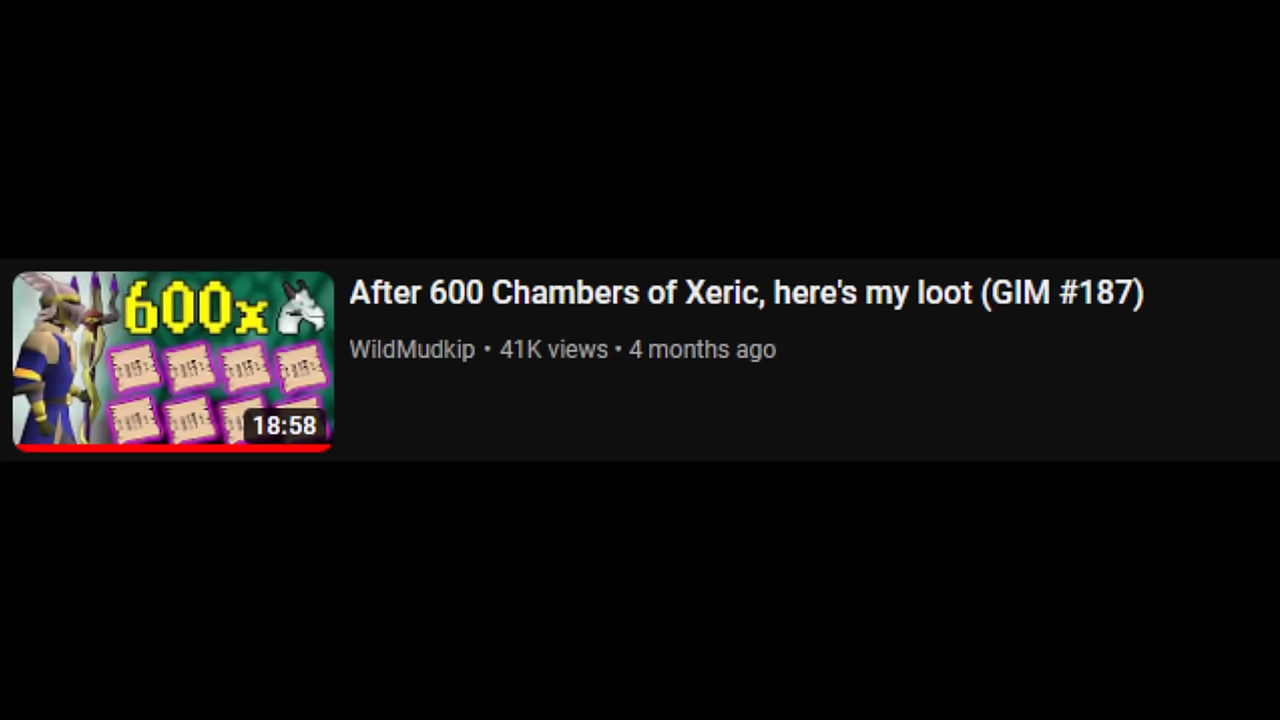 600x
After 600 Chambers of Xeric, here's my loot (GIM #187)
WildMudkip • 41K views • 4 months ago
18:58